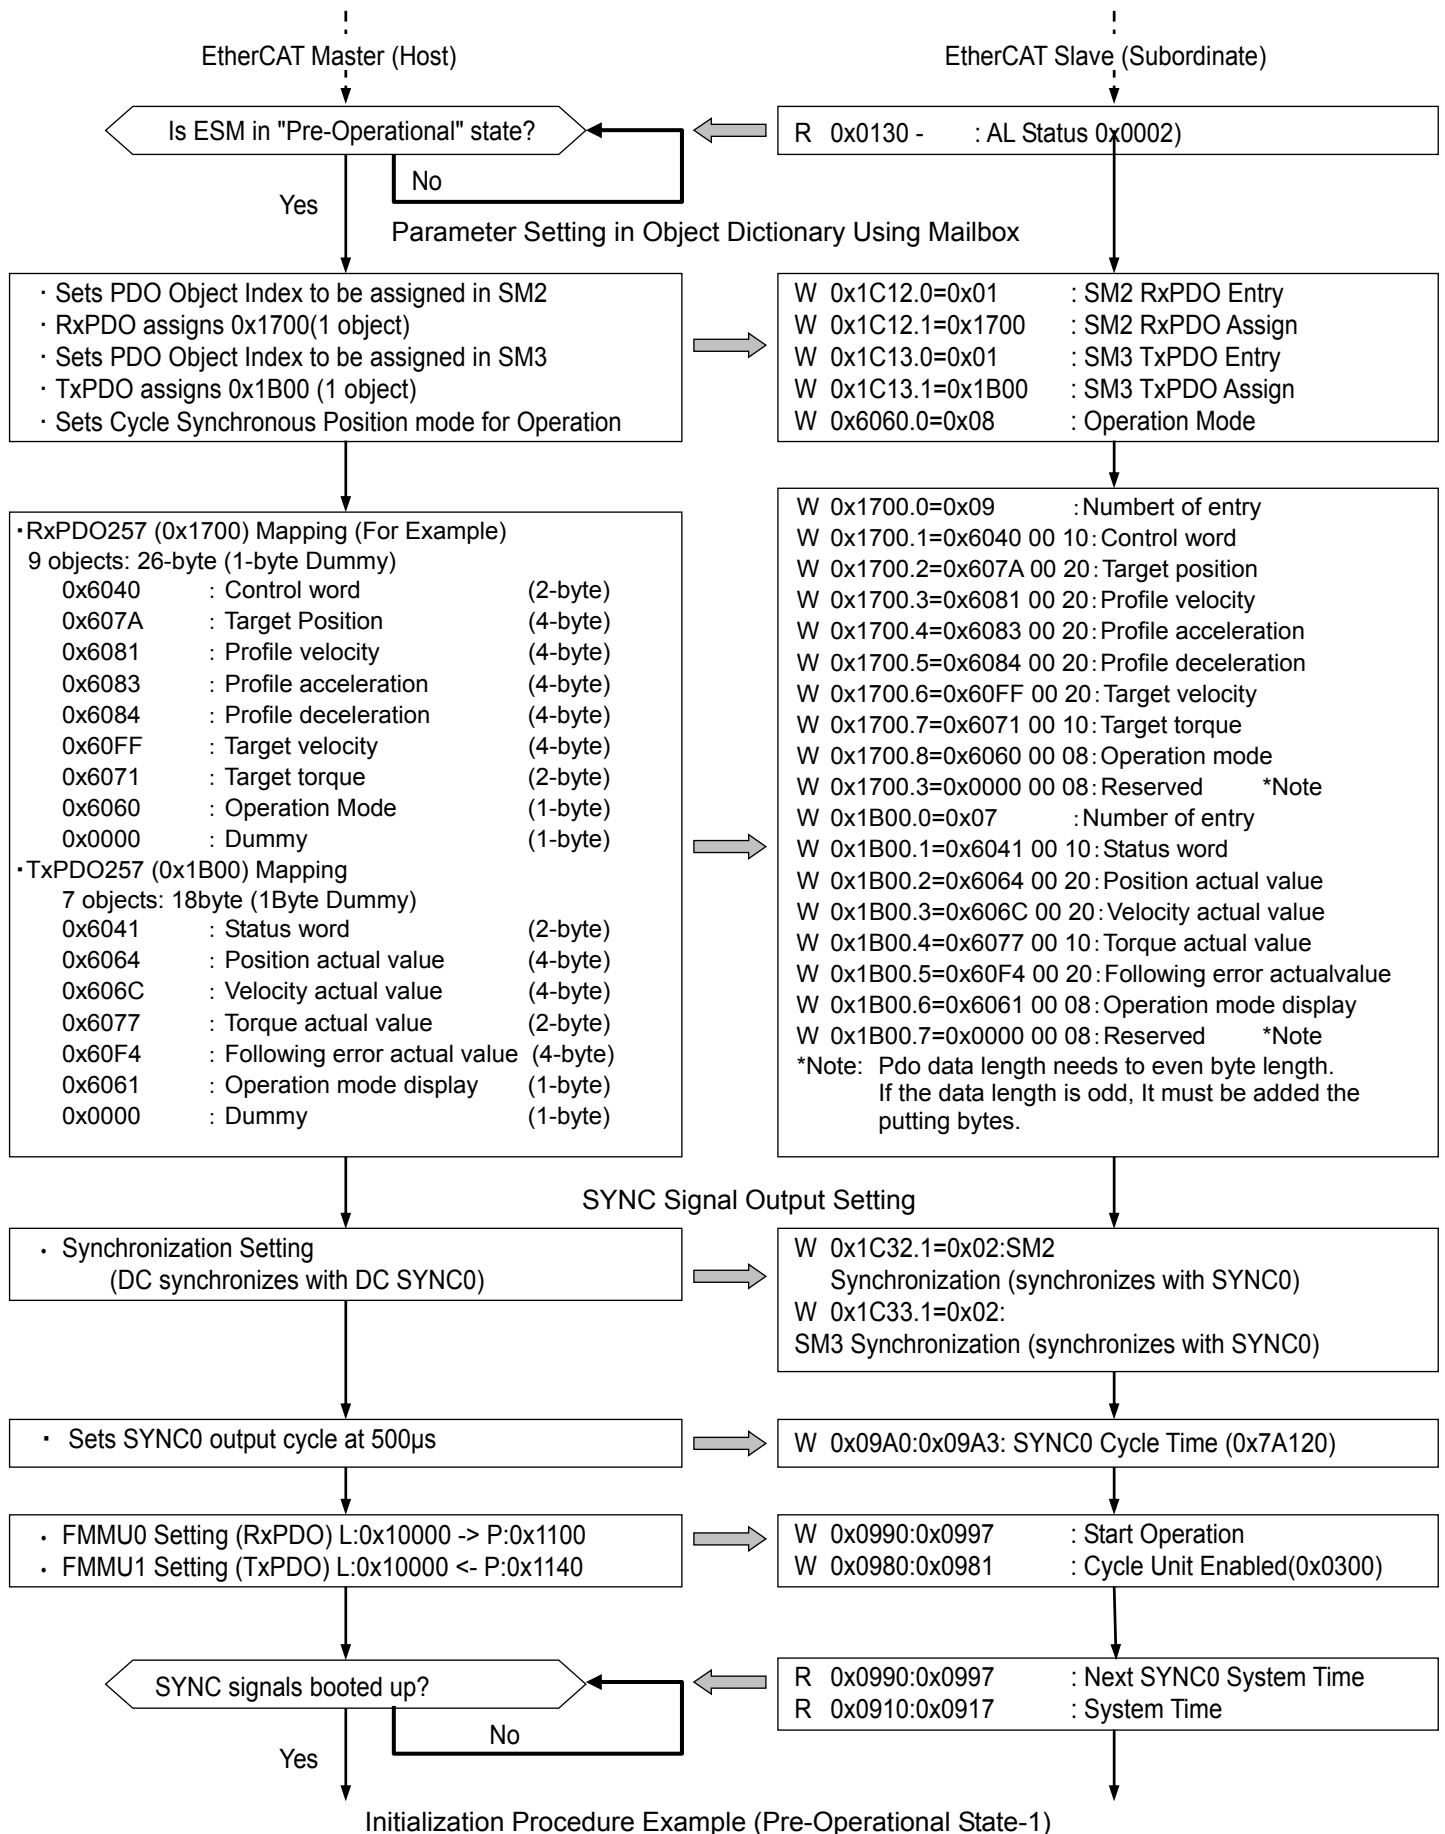 EtherCAT Master (Host)
EtherCAT Slave (Subordinate)
Is ESM in "Pre-Operational" state?
R 0x0130 - : AL Status 0x0002)
No
Yes
Parameter Setting in Object Dictionary Using Mailbox
・Sets PDO Object Index to be assigned in SM2
・RxPDO assigns 0x1700(1 object)
・Sets PDO Object Index to be assigned in SM3
・TxPDO assigns 0x1B00 (1 object)
・Sets Cycle Synchronous Position mode for Operation
W 0x1C12.0=0x01 : SM2 RxPDO Entry
W 0x1C12.1=0x1700 : SM2 RxPDO Assign
W 0x1C13.0=0x01 : SM3 TxPDO Entry
W 0x1C13.1=0x1B00 : SM3 TxPDO Assign
W 0x6060.0=0x08 : Operation Mode
・RxPDO257 (0x1700) Mapping (For Example)
9 objects: 26-byte (1-byte Dummy)
0x6040 : Control word (2-byte)
0x607A : Target Position (4-byte)
0x6081 : Profile velocity (4-byte)
0x6083 : Profile acceleration (4-byte)
0x6084 : Profile deceleration (4-byte)
0x60FF : Target velocity (4-byte)
0x6071 : Target torque (2-byte)
0x6060 : Operation Mode (1-byte)
0x0000 : Dummy (1-byte)
・TxPDO257 (0x1B00) Mapping
7 objects: 18byte (1Byte Dummy)
0x6041 : Status word (2-byte)
0x6064 : Position actual value (4-byte)
0x606C : Velocity actual value (4-byte)
0x6077 : Torque actual value (2-byte)
0x60F4 : Following error actual value (4-byte)
0x6061 : Operation mode display (1-byte)
0x0000 : Dummy (1-byte)
W 0x1700.0=0x09 :Numbert of entry
W 0x1700.1=0x6040 00 10:Control word
W 0x1700.2=0x607A 00 20:Target position
W 0x1700.3=0x6081 00 20:Profile velocity
W 0x1700.4=0x6083 00 20:Profile acceleration
W 0x1700.5=0x6084 00 20:Profile deceleration
W 0x1700.6=0x60FF 00 20:Target velocity
W 0x1700.7=0x6071 00 10:Target torque
W 0x1700.8=0x6060 00 08:Operation mode
W 0x1700.3=0x0000 00 08:Reserved *Note
W 0x1B00.0=0x07 :Number of entry
W 0x1B00.1=0x6041 00 10:Status word
W 0x1B00.2=0x6064 00 20:Position actual value
W 0x1B00.3=0x606C 00 20:Velocity actual value
W 0x1B00.4=0x6077 00 10:Torque actual value
W 0x1B00.5=0x60F4 00 20:Following error actualvalue
W 0x1B00.6=0x6061 00 08:Operation mode display
W 0x1B00.7=0x0000 00 08:Reserved *Note
*Note: Pdo data length needs to even byte length.
If the data length is odd, It must be added the
putting bytes.
SYNC Signal Output Setting
・ Synchronization Setting
(DC synchronizes with DC SYNC0)
W 0x1C32.1=0x02:SM2
Synchronization (synchronizes with SYNC0)
W 0x1C33.1=0x02:
SM3 Synchronization (synchronizes with SYNC0)
・ Sets SYNC0 output cycle at 500µs
W 0x09A0:0x09A3: SYNC0 Cycle Time (0x7A120)
・ FMMU0 Setting (RxPDO) L:0x10000 -> P:0x1100
・ FMMU1 Setting (TxPDO) L:0x10000 <- P:0x1140
W 0x0990:0x0997 : Start Operation
W 0x0980:0x0981 : Cycle Unit Enabled(0x0300)
SYNC signals booted up?
R 0x0990:0x0997 : Next SYNC0 System Time
R 0x0910:0x0917 : System Time
No
Yes
Initialization Procedure Example (Pre-Operational State-1)